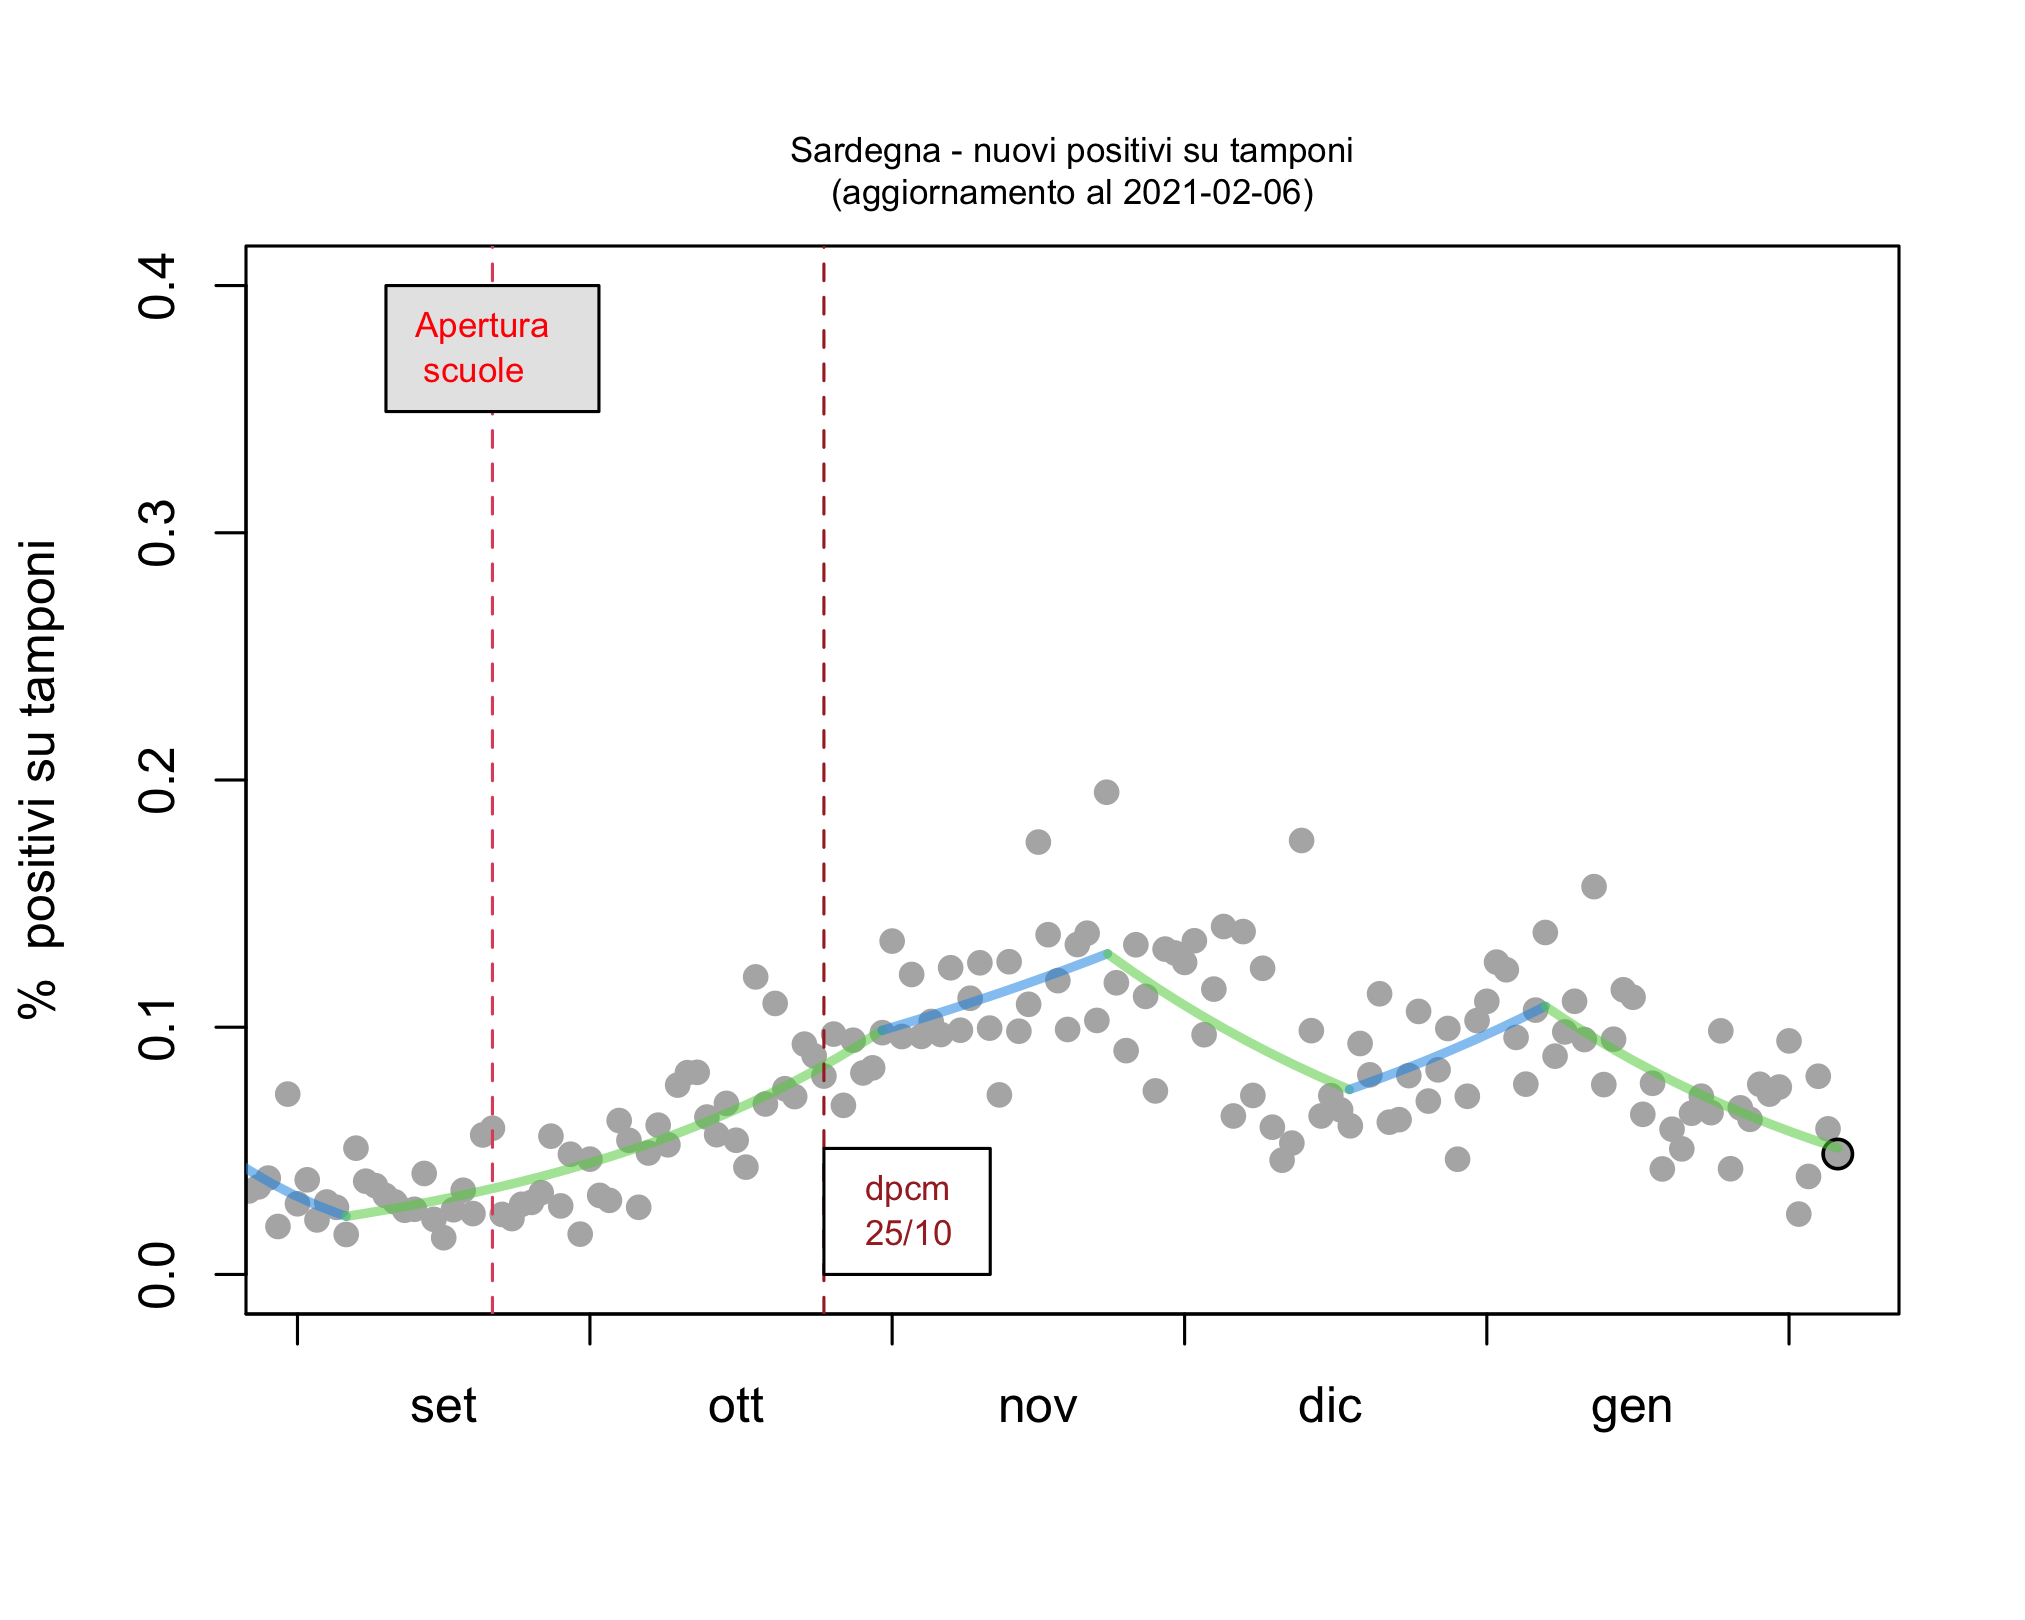 Sardegna - nuovi positivi su tamponi
(aggiornamento al 2021-02-06)
% positivi su tamponi
0.4
0.3
0.2
0.1
0.0
Apertura
scuole
dpcm
25/10
set
ott
nov
dic
gen